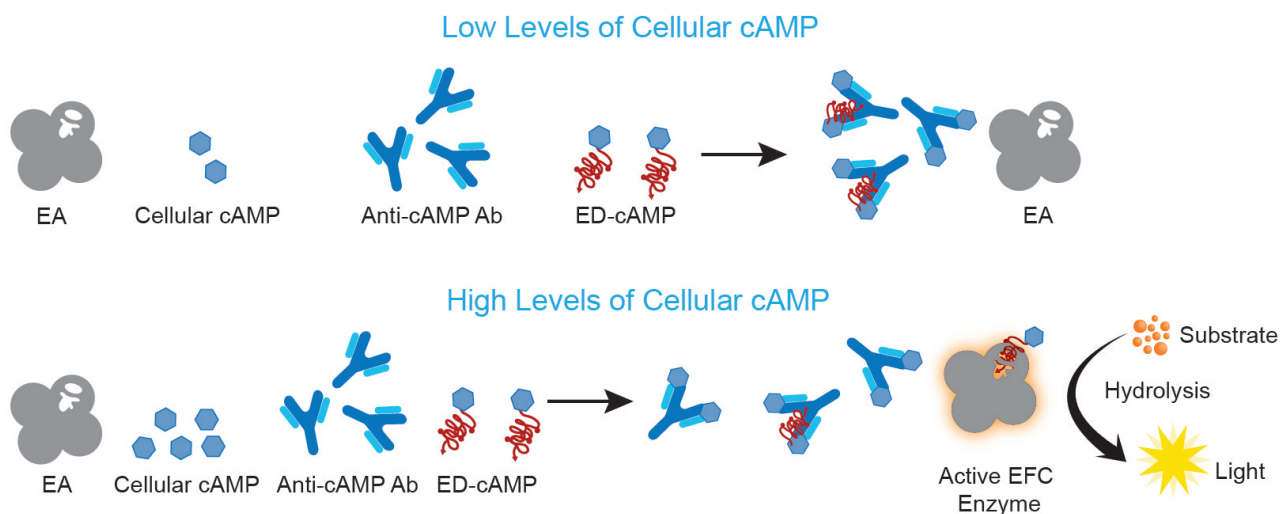 Low Levels of Cellular cAMP
EA
Cellular cAMP
Anti-cAMP Ab
ED-cAMP
EA
High Levels of Cellular cAMP
Substrate
Hydrolysis
Light
EA
Cellular cAMP
Anti-cAMP Ab
ED-cAMP
Active EFC
Enzyme